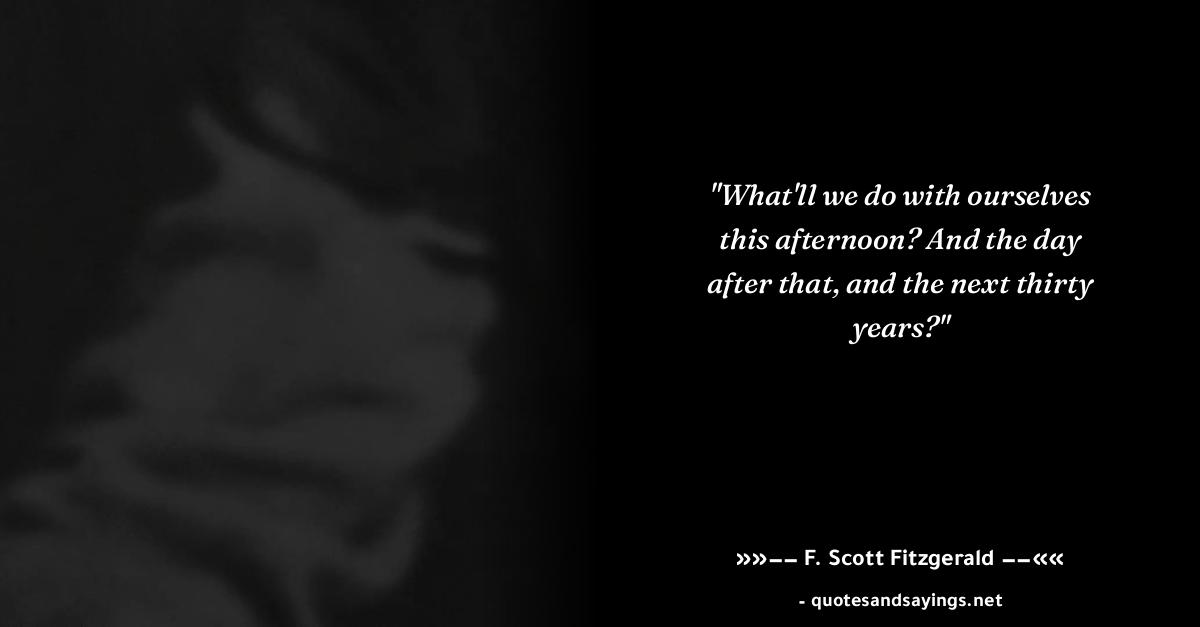 "What'll we do with ourselves
this afternoon? And the day
after that, and the next thirty
years?"
»»−− F. Scott Fitzgerald −−««
- quotesandsayings.net